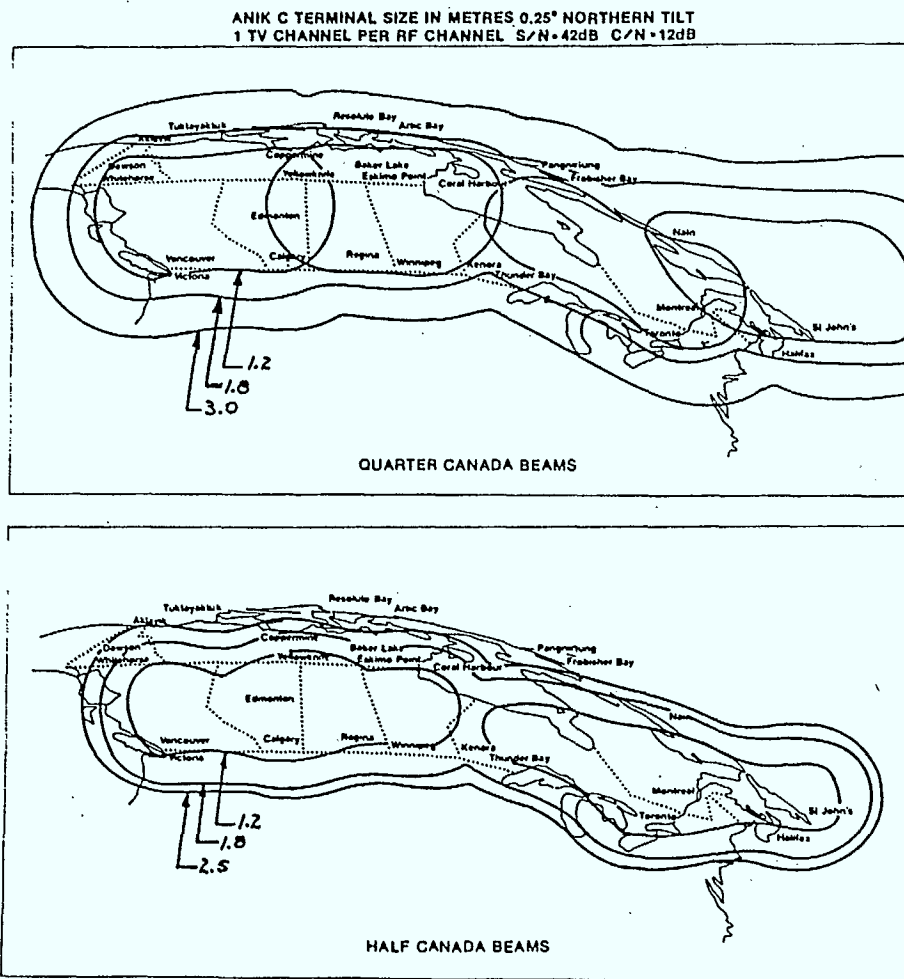 ANIK C TERMINAL SIZE IN METRES 0.25° NORTHERN TILT
1 TV CHANNEL PER RF CHANNEL S/N=42dB C/N=12dB
Resolute Bay
Tuktoyaktuk
Artic Bay
Aklavik
Coppermine
Baker Lake
Pangnirtung
Dawson
Yellowknife
Eskimo Point
Frobisher Bay
Whitehorse
Coral Harbour
Edmonton
Nain
Vancouver
Calgary
Regina
Winnipeg
Kenora
Victoria
Thunder Bay
Montreal
St John's
Toronto
Halifax
1.2
1.8
3.0
QUARTER CANADA BEAMS
Resolute Bay
Tuktoyaktuk
Artic Bay
Aklavik
Coppermine
Dawson
Baker Lake
Pangnirtung
Whitehorse
Yellowknife
Eskimo Point
Frobisher Bay
Coral Harbour
Edmonton
Nain
Vancouver
Calgary
Regina
Winnipeg
Kenora
Victoria
Thunder Bay
Montreal
St John's
Toronto
Halifax
1.2
1.8
2.5
HALF CANADA BEAMS